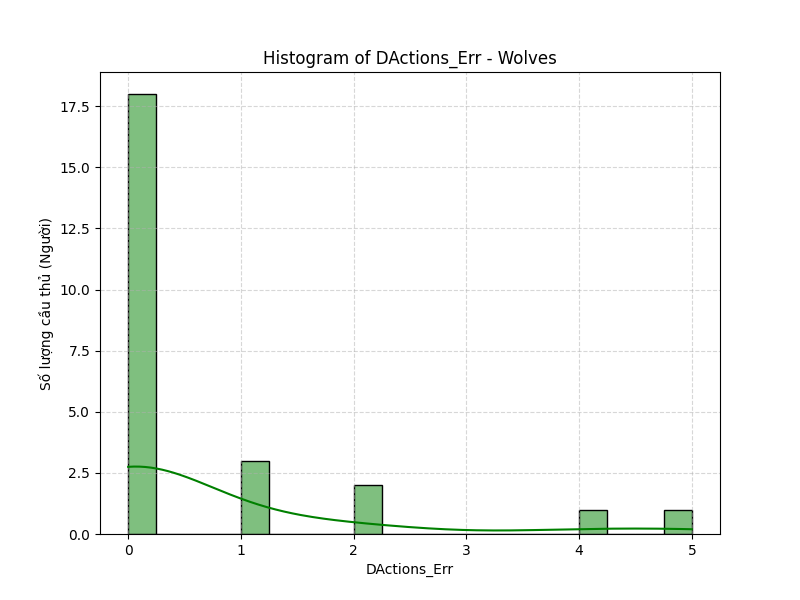 Histogram of DActions_Err - Wolves
Số lượng cầu thủ (Người)
17.5
15.0
12.5
10.0
7.5
5.0
2.5
0.0
0 1 2 3 4 5
DActions_Err